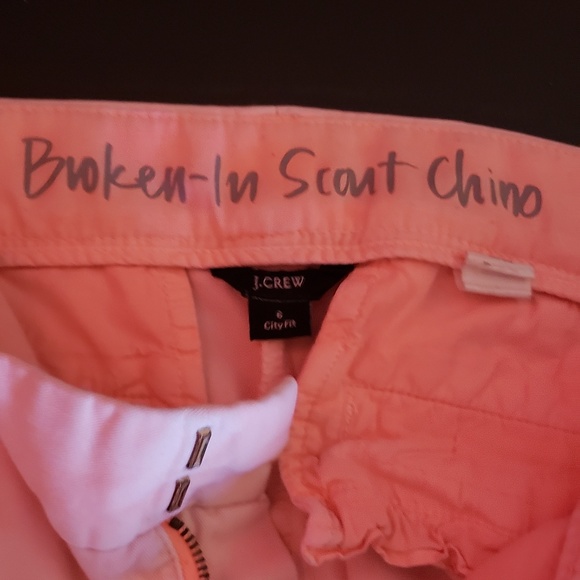 Broken-In Scout Chino
J.CREW
6
City Fit